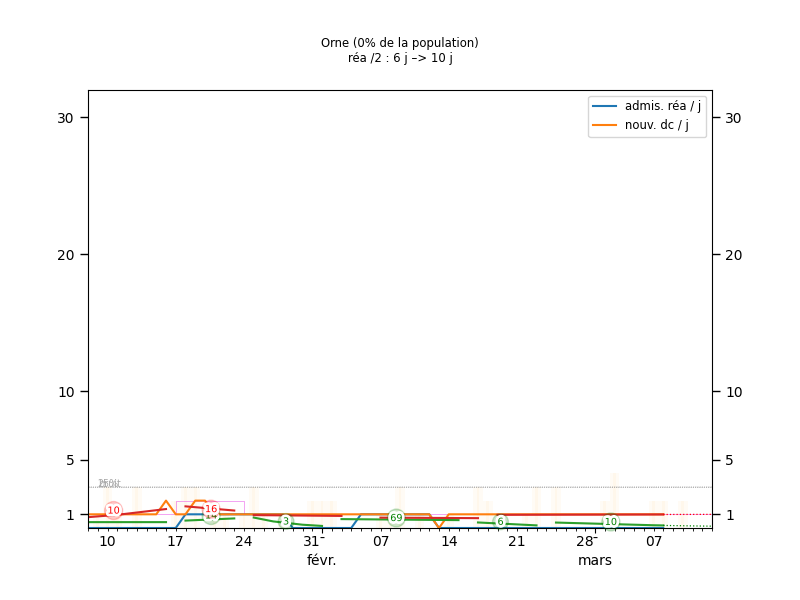 Orne (0% de la population)
réa /2 : 6 j –> 10 j
admis. réa / j
nouv. dc / j
30 30
20 20
10 10
5 5
1 1
10 16 3 69 6 10
10 17 24 31 07 14 21 28 07
févr. mars